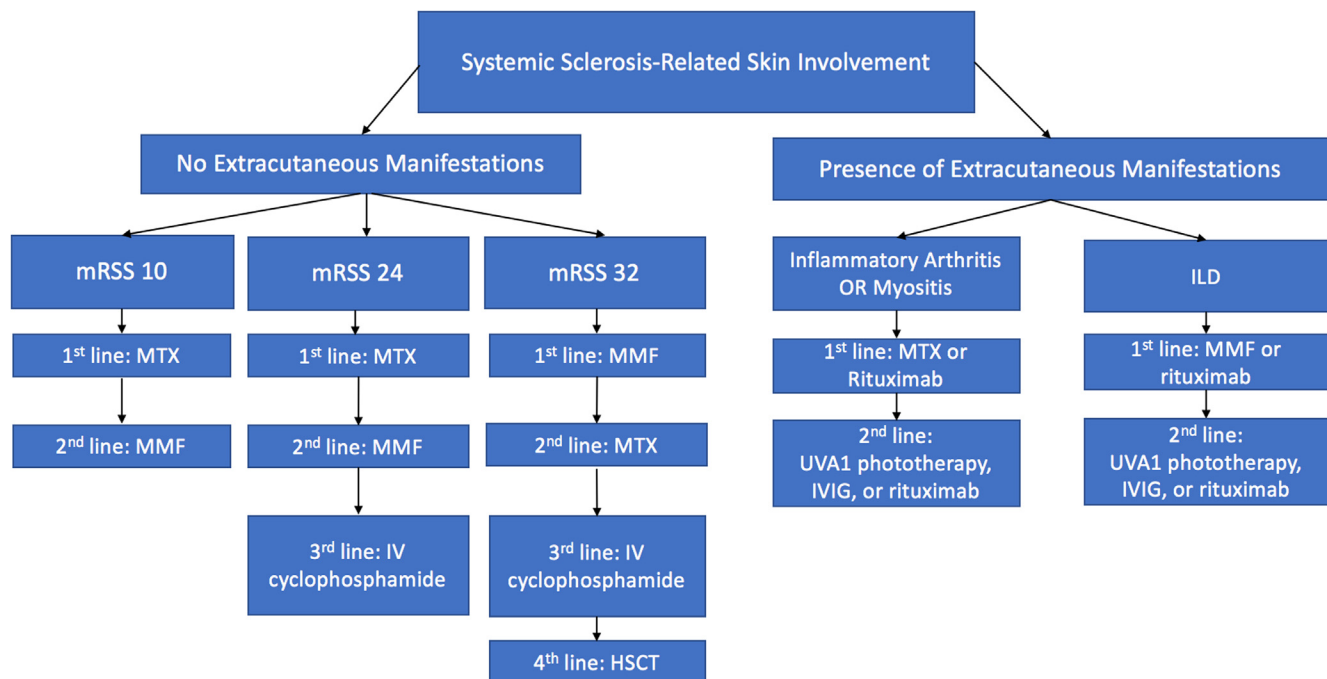 Systemic Sclerosis-Related Skin Involvement
No Extracutaneous Manifestations
Presence of Extracutaneous Manifestations
mRSS 10
mRSS 24
mRSS 32
Inflammatory Arthritis
OR Myositis
ILD
1st line: MTX
1st line: MTX
1st line: MMF
1st line: MTX or
Rituximab
1st line: MMF or
rituximab
2nd line: MMF
2nd line: MMF
2nd line: MTX
2nd line:
UVA1 phototherapy,
IVIG, or rituximab
2nd line:
UVA1 phototherapy,
IVIG, or rituximab
3rd line: IV
cyclophosphamide
3rd line: IV
cyclophosphamide
4th line: HSCT